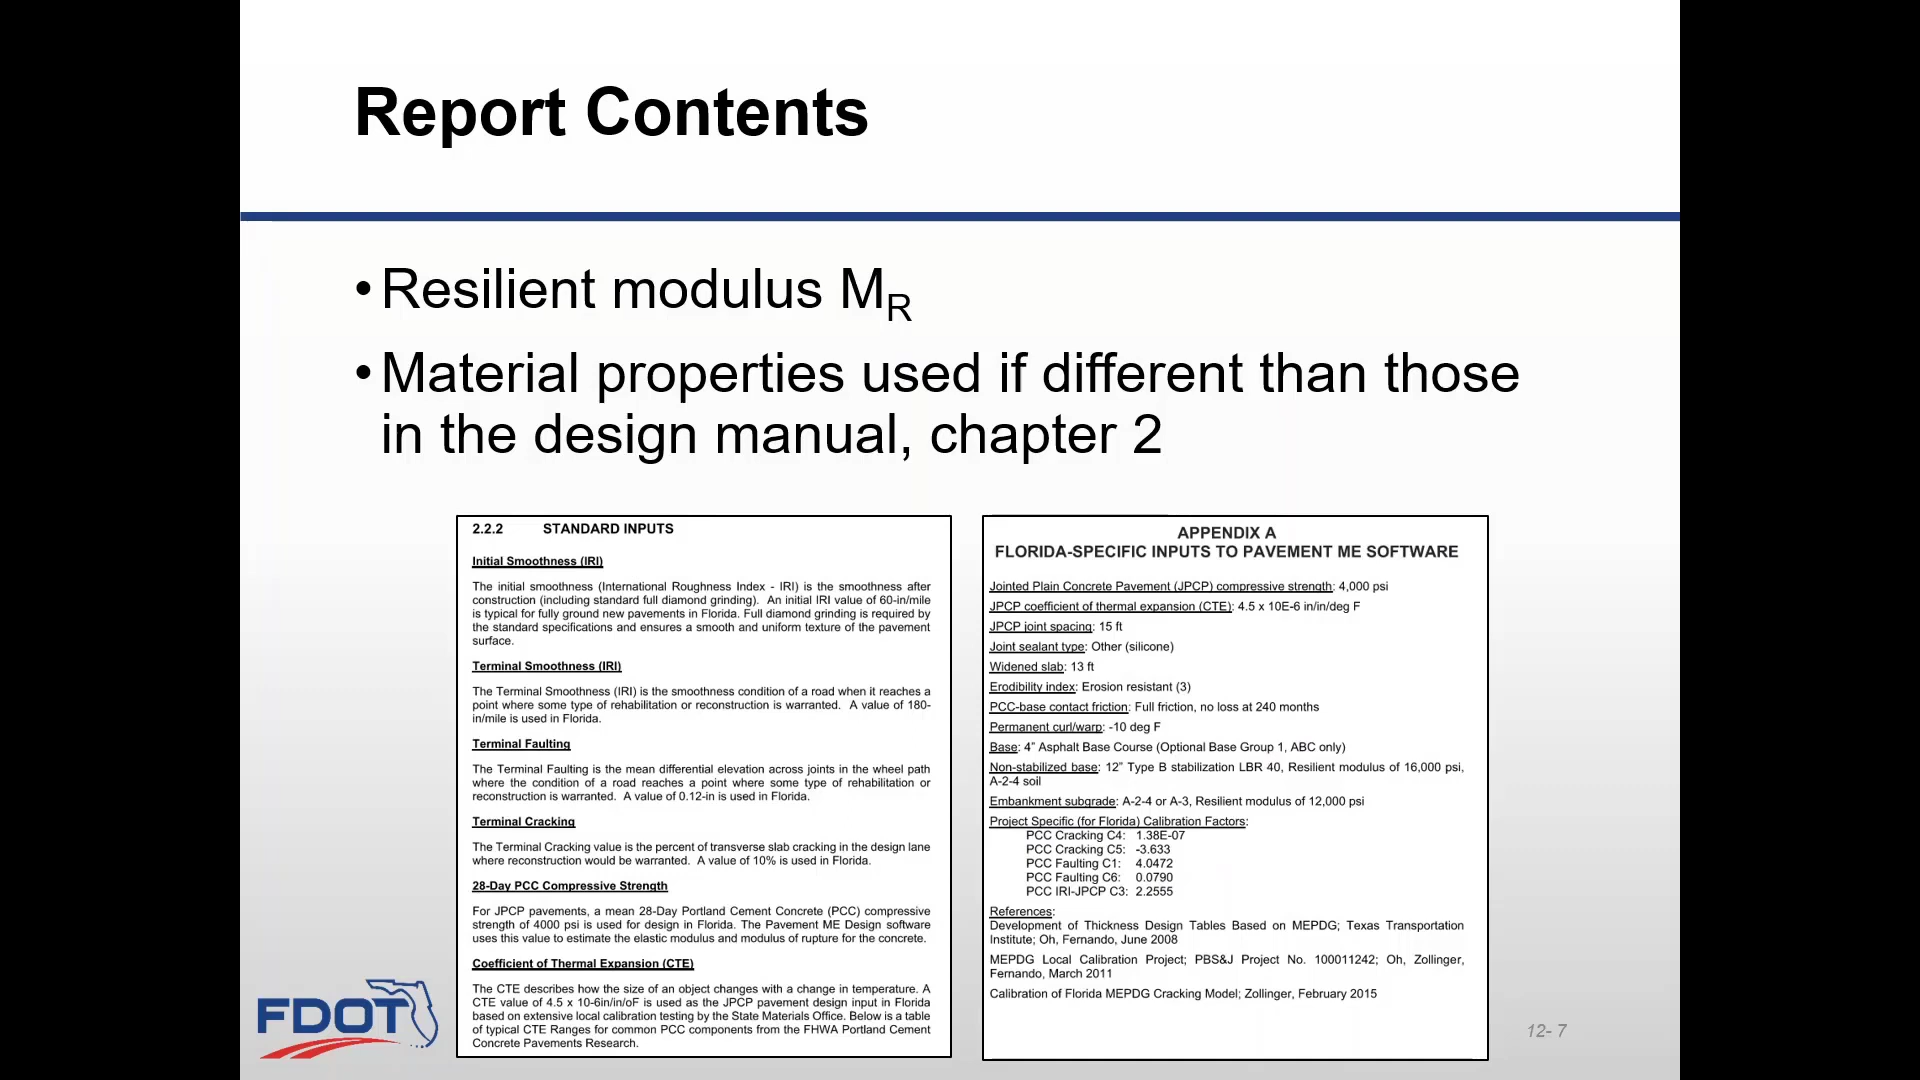 Report Contents
•Resilient modulus MR
•Material properties used if different than those
in the design manual, chapter 2
2.2.2 STANDARD INPUTS
Initial Smoothness (IRI)
The initial smoothness (International Roughness Index - IRI) is the smoothness after
construction (including standard full diamond grinding). An initial IRI value of 60-in/mile
is typical for fully ground new pavements in Florida. Full diamond grinding is required by
the standard specifications and ensures a smooth and uniform texture of the pavement
surface.
Terminal Smoothness (IRI)
The Terminal Smoothness (IRI) is the smoothness condition of a road when it reaches a
point where some type of rehabilitation or reconstruction is warranted. A value of 180-
in/mile is used in Florida.
Terminal Faulting
The Terminal Faulting is the mean differential elevation across joints in the wheel path
where the condition of a road reaches a point where some type of rehabilitation or
reconstruction is warranted. A value of 0.12-in is used in Florida.
Terminal Cracking
The Terminal Cracking value is the percent of transverse slab cracking in the design lane
where reconstruction would be warranted. A value of 10% is used in Florida.
28-Day PCC Compressive Strength
For JPCP pavements, a mean 28-Day Portland Cement Concrete (PCC) compressive
strength of 4000 psi is used for design in Florida. The Pavement ME Design software
uses this value to estimate the elastic modulus and modulus of rupture for the concrete.
Coefficient of Thermal Expansion (CTE)
The CTE describes how the size of an object changes with a change in temperature. A
CTE value of 4.5 x 10-6in/in/oF is used as the JPCP pavement design input in Florida
based on extensive local calibration testing by the State Materials Office. Below is a table
of typical CTE Ranges for common PCC components from the FHWA Portland Cement
Concrete Pavements Research.
APPENDIX A
FLORIDA-SPECIFIC INPUTS TO PAVEMENT ME SOFTWARE
Jointed Plain Concrete Pavement (JPCP) compressive strength: 4,000 psi
JPCP coefficient of thermal expansion (CTE): 4.5 x 10E-6 in/in/deg F
JPCP joint spacing: 15 ft
Joint sealant type: Other (silicone)
Widened slab: 13 ft
Erodibility index: Erosion resistant (3)
PCC-base contact friction: Full friction, no loss at 240 months
Permanent curl/warp: -10 deg F
Base: 4” Asphalt Base Course (Optional Base Group 1, ABC only)
Non-stabilized base: 12” Type B stabilization LBR 40, Resilient modulus of 16,000 psi,
A-2-4 soil
Embankment subgrade: A-2-4 or A-3, Resilient modulus of 12,000 psi
Project Specific (for Florida) Calibration Factors:
PCC Cracking C4: 1.38E-07
PCC Cracking C5: -3.633
PCC Faulting C1: 4.0472
PCC Faulting C6: 0.0790
PCC IRI-JPCP C3: 2.2555
References:
Development of Thickness Design Tables Based on MEPDG; Texas Transportation
Institute; Oh, Fernando, June 2008
MEPDG Local Calibration Project; PBS&J Project No. 100011242; Oh, Zollinger,
Fernando, March 2011
Calibration of Florida MEPDG Cracking Model; Zollinger, February 2015
FDOT
12- 7